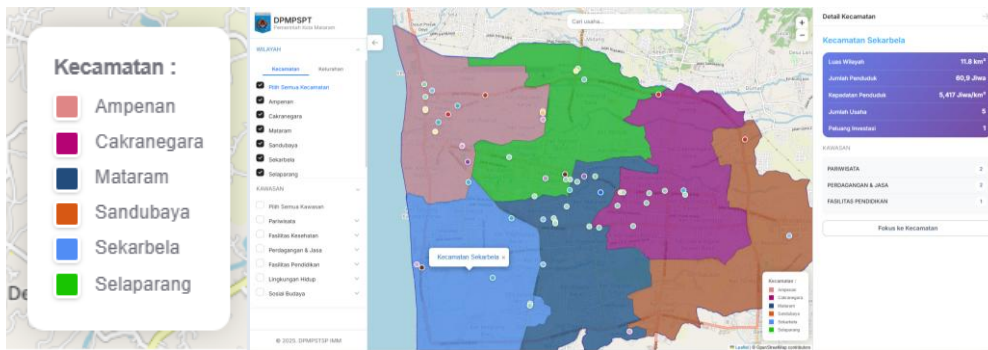 Kecamatan :
Ampenan
Cakranegara
Mataram
Sandubaya
Sekarbela
Selaparang
De
DPMPSPT
Pemerintah Kota Mataram
WILAYAH
Kecamatan Kelurahan
Pilih Semua Kecamatan
Ampenan
Cakranegara
Mataram
Sandubaya
Sekarbela
Selaparang
KAWASAN
Pilih Semua Kawasan
Pariwisata
Fasilitas Kesehatan
Perdagangan & Jasa
Fasilitas Pendidikan
Lingkungan Hidup
Sosial Budaya
© 2025. DPMPSTSP IMM
Cari usaha...
+
−
Kecamatan Sekarbela ×
Kecamatan :
Ampenan
Cakranegara
Mataram
Sandubaya
Sekarbela
Selaparang
Leaflet | © OpenStreetMap contributors
Detail Kecamatan
Kecamatan Sekarbela
Luas Wilayah 11.8 km²
Jumlah Penduduk 60,9 Jiwa
Kepadatan Penduduk 5,417 Jiwa/km²
Jumlah Usaha 5
Peluang Investasi 1
KAWASAN
PARIWISATA 2
PERDAGANGAN & JASA 2
FASILITAS PENDIDIKAN 1
Fokus ke Kecamatan